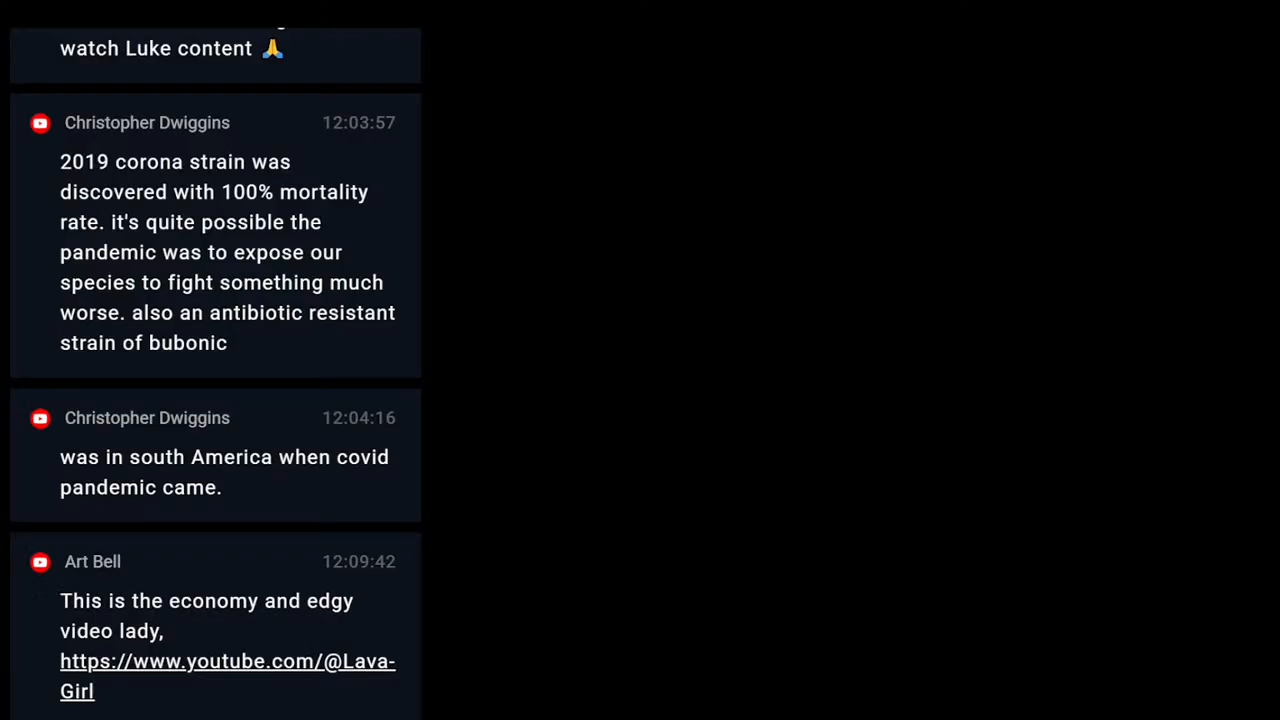 watch Luke content 🙏
Christopher Dwiggins 12:03:57
2019 corona strain was
discovered with 100% mortality
rate. it's quite possible the
pandemic was to expose our
species to fight something much
worse. also an antibiotic resistant
strain of bubonic
Christopher Dwiggins 12:04:16
was in south America when covid
pandemic came.
Art Bell 12:09:42
This is the economy and edgy
video lady,
https://www.youtube.com/@Lava-
Girl